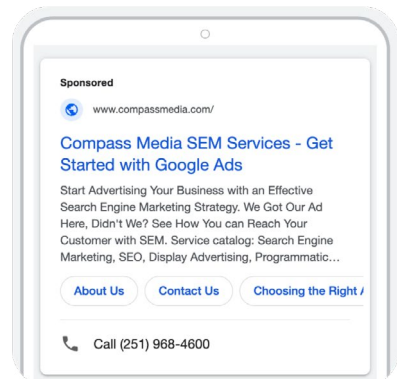 Sponsored
www.compassmedia.com/
Compass Media SEM Services - Get
Started with Google Ads
Start Advertising Your Business with an Effective
Search Engine Marketing Strategy. We Got Our Ad
Here, Didn't We? See How You can Reach Your
Customer with SEM. Service catalog: Search Engine
Marketing, SEO, Display Advertising, Programmatic...
About Us Contact Us Choosing the Right
Call (251) 968-4600